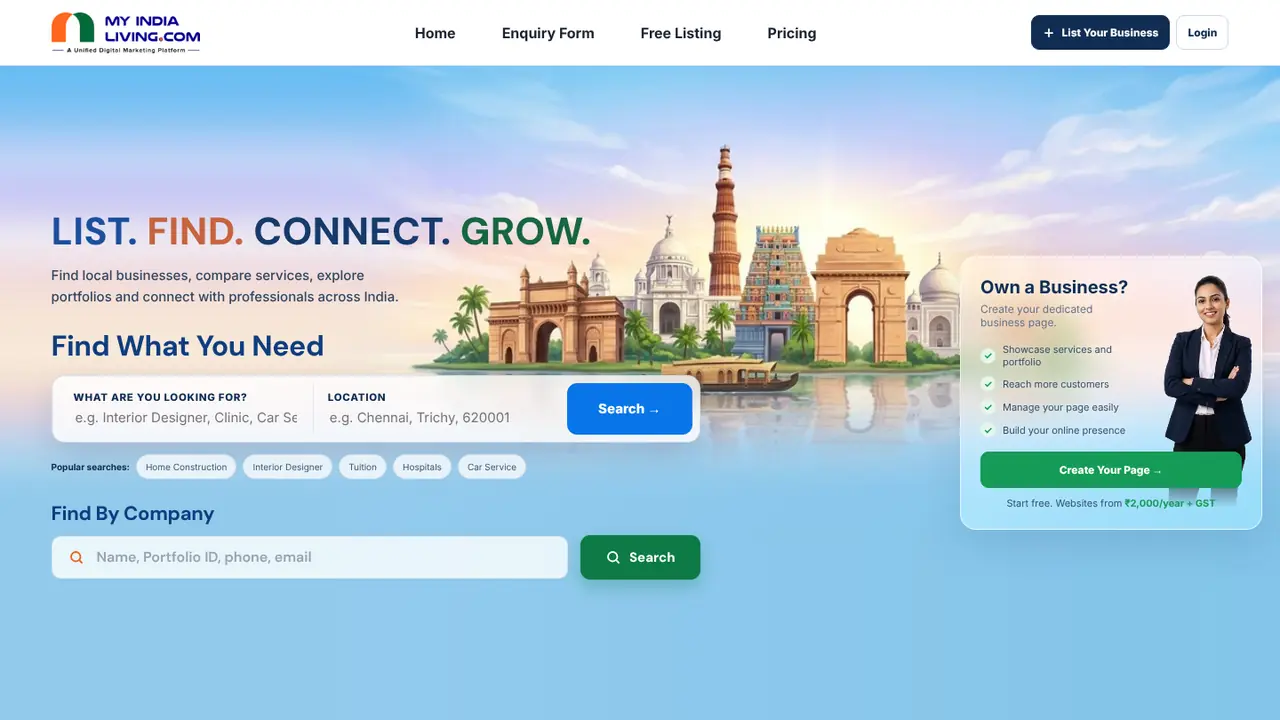 MY INDIA
LIVING.COM
A Unified Digital Marketing Platform
Home
Enquiry Form
Free Listing
Pricing
+ List Your Business
Login
LIST. FIND. CONNECT. GROW.
Find local businesses, compare services, explore
portfolios and connect with professionals across India.
Find What You Need
WHAT ARE YOU LOOKING FOR?
e.g. Interior Designer, Clinic, Car Se
LOCATION
e.g. Chennai, Trichy, 620001
Search →
Popular searches:
Home Construction
Interior Designer
Tuition
Hospitals
Car Service
Find By Company
Name, Portfolio ID, phone, email
Search
Own a Business?
Create your dedicated
business page.
Showcase services and
portfolio
Reach more customers
Manage your page easily
Build your online presence
Create Your Page →
Start free. Websites from ₹2,000/year + GST